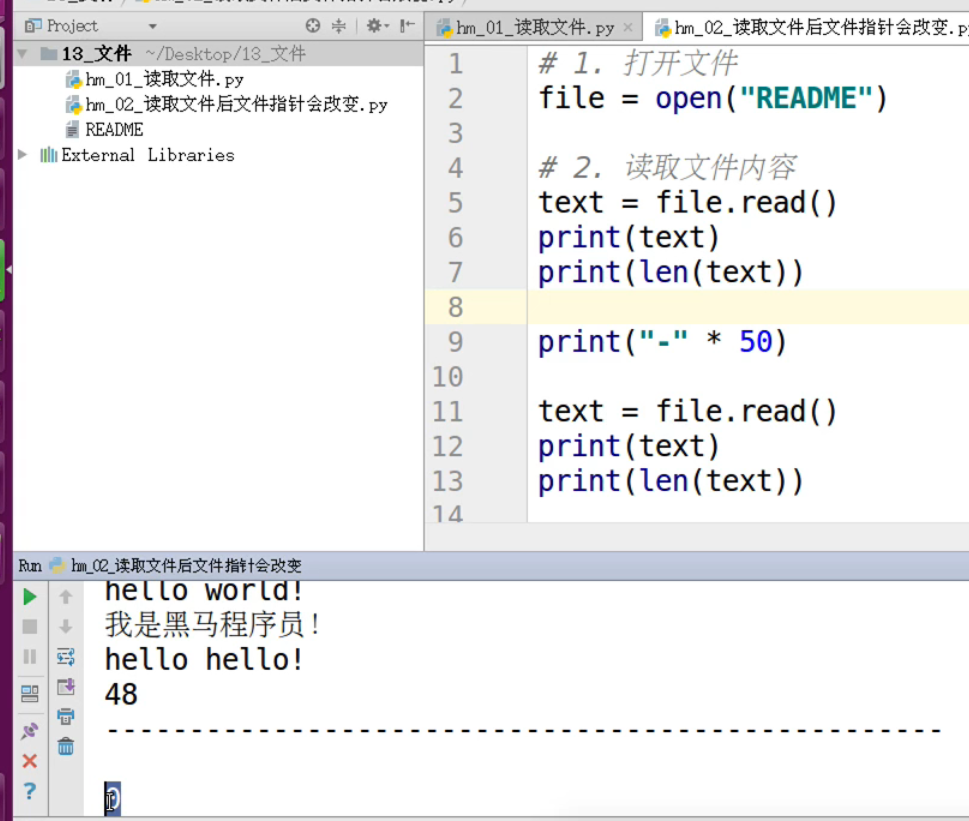 Project
13_文件 ~/Desktop/13_文件
hm_01_读取文件.py
hm_02_读取文件后文件指针会改变.py
README
External Libraries
hm_01_读取文件.py
hm_02_读取文件后文件指针会改变.p
1 # 1. 打开文件
2 file = open("README")
3
4 # 2. 读取文件内容
5 text = file.read()
6 print(text)
7 print(len(text))
8
9 print("-" * 50)
10
11 text = file.read()
12 print(text)
13 print(len(text))
14
Run hm_02_读取文件后文件指针会改变
hello world!
我是黑马程序员!
hello hello!
48
--------------------------------------------------
0